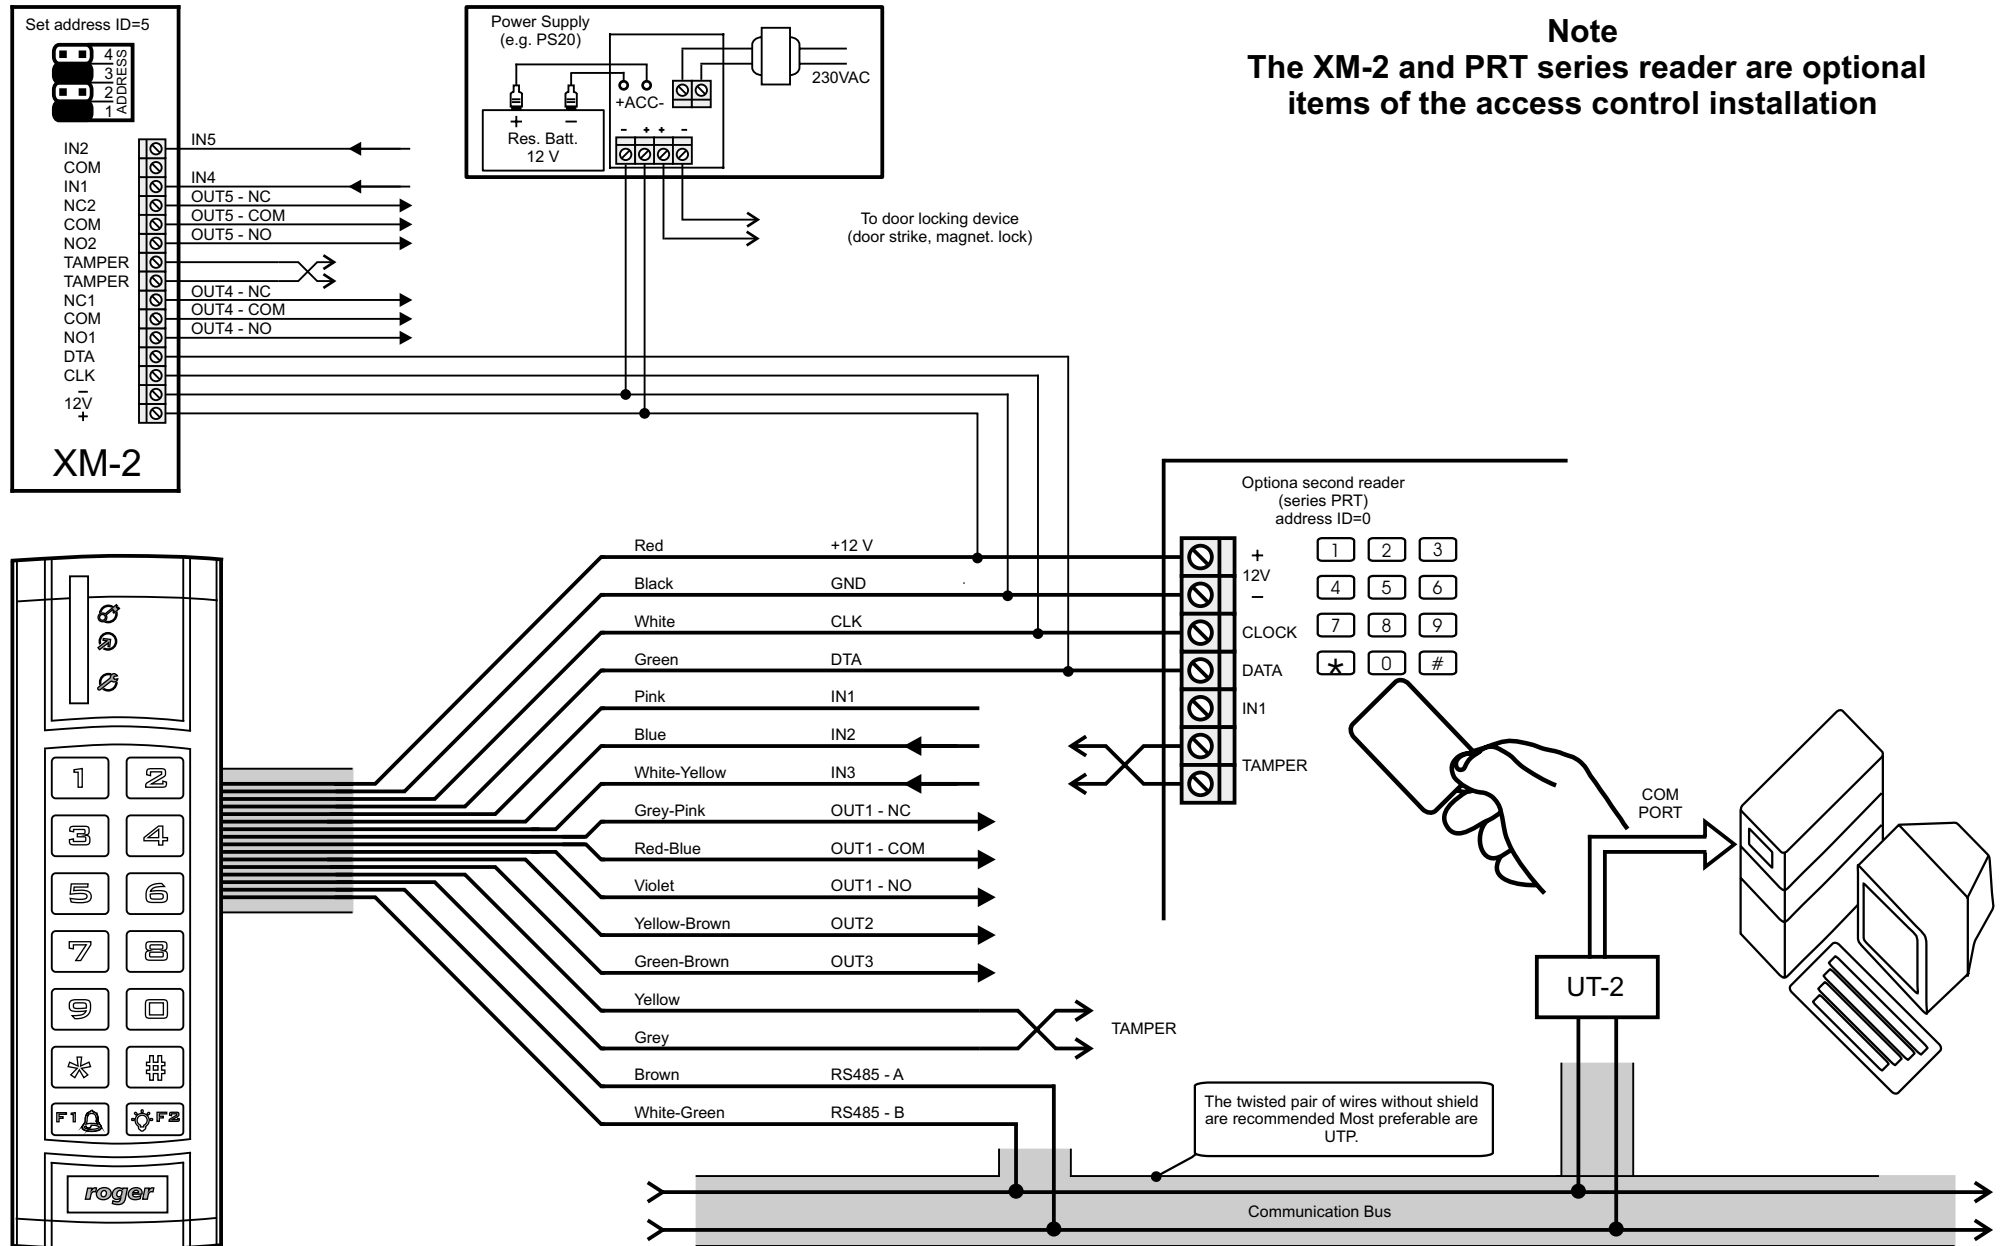 Set address ID=5
4
3
2
1
ADDRESS
IN2
COM
IN1
NC2
COM
NO2
TAMPER
TAMPER
NC1
COM
NO1
DTA
CLK
–
12V
+
XM-2
IN5
IN4
OUT5 - NC
OUT5 - COM
OUT5 - NO
OUT4 - NC
OUT4 - COM
OUT4 - NO
Power Supply
(e.g. PS20)
230VAC
+ACC-
+ –
Res. Batt.
12 V
- + + -
To door locking device
(door strike, magnet. lock)
Note
The XM-2 and PRT series reader are optional
items of the access control installation
Optiona second reader
(series PRT)
address ID=0
+
12V
–
CLOCK
DATA
IN1
TAMPER
1 2 3
4 5 6
7 8 9
* 0 #
Red +12 V
Black GND
White CLK
Green DTA
Pink IN1
Blue IN2
White-Yellow IN3
Grey-Pink OUT1 - NC
Red-Blue OUT1 - COM
Violet OUT1 - NO
Yellow-Brown OUT2
Green-Brown OUT3
Yellow
Grey
TAMPER
Brown RS485 - A
White-Green RS485 - B
1 2
3 4
5 6
7 8
9 0
* #
F1 F2
roger
COM
PORT
UT-2
The twisted pair of wires without shield
are recommended Most preferable are
UTP.
Communication Bus